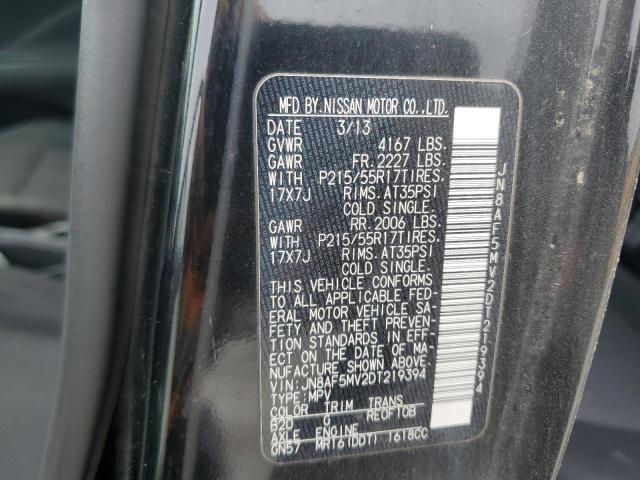 MFD BY NISSAN MOTOR CO., LTD.
DATE 3/13
GVWR 4167 LBS.
GAWR FR. 2227 LBS.
WITH P215/55R17TIRES.
17X7J RIMS. AT35PSI
COLD SINGLE.
GAWR RR. 2006 LBS.
WITH P215/55R17TIRES.
17X7J RIMS. AT35PSI
COLD SINGLE.
THIS VEHICLE CONFORMS
TO ALL APPLICABLE FED-
ERAL MOTOR VEHICLE SA-
FETY AND THEFT PREVEN-
TION STANDARDS IN EFF-
ECT ON THE DATE OF MA-
NUFACTURE SHOWN ABOVE.
VIN: JN8AF5MV2DT219394
TYPE: MPV
COLOR TRIM TRANS
B20 G RE0F10B
AXLE ENGINE
GN57 MR16(DDT) 1618CC
JN8AF5MV2DT219394